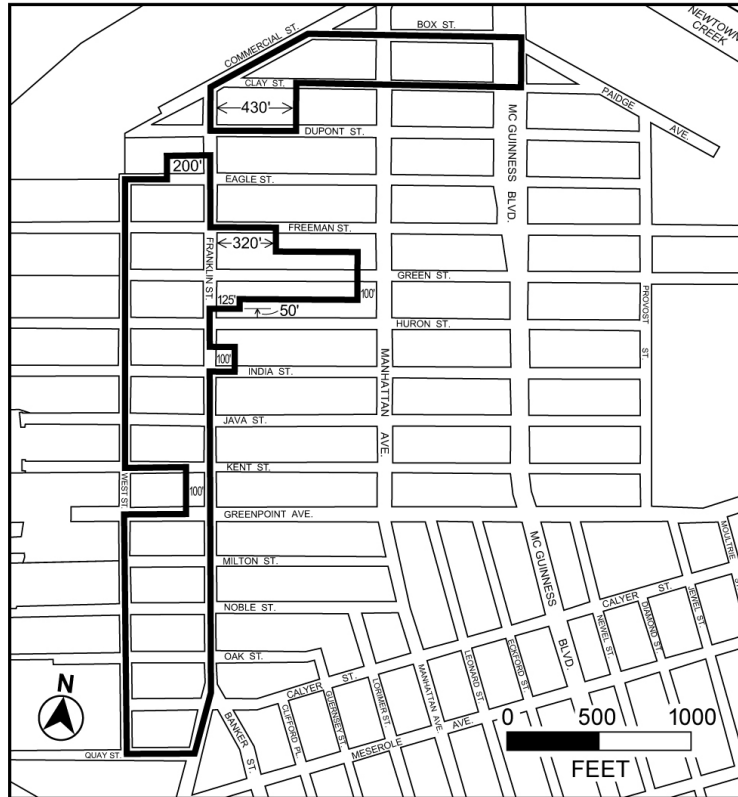 BOX ST.
NEWTOWN
CREEK
COMMERCIAL ST.
CLAY ST.
430'
PAIDGE
AVE.
DUPONT ST.
MC GUINNESS
BLVD.
200'
EAGLE ST.
FREEMAN ST.
FRANKLIN ST.
320'
GREEN ST.
125'
100'
50'
PROVOST
ST.
HURON ST.
100'
MANHATTAN
AVE.
INDIA ST.
JAVA ST.
KENT ST.
WEST ST.
100'
GREENPOINT AVE.
MOULTRIE
MILTON ST.
MC GUINNESS
BLVD.
NOBLE ST.
CALYER ST.
JEWEL ST.
DIAMOND ST.
NEWEL ST.
OAK ST.
ECKFORD ST.
LEONARD ST.
MANHATTAN AVE.
CALYER ST.
LORIMER ST.
GUERNSEY ST.
CLIFFORD PL.
BANKER ST.
MESEROLE AVE.
N
QUAY ST.
0 500 1000
FEET